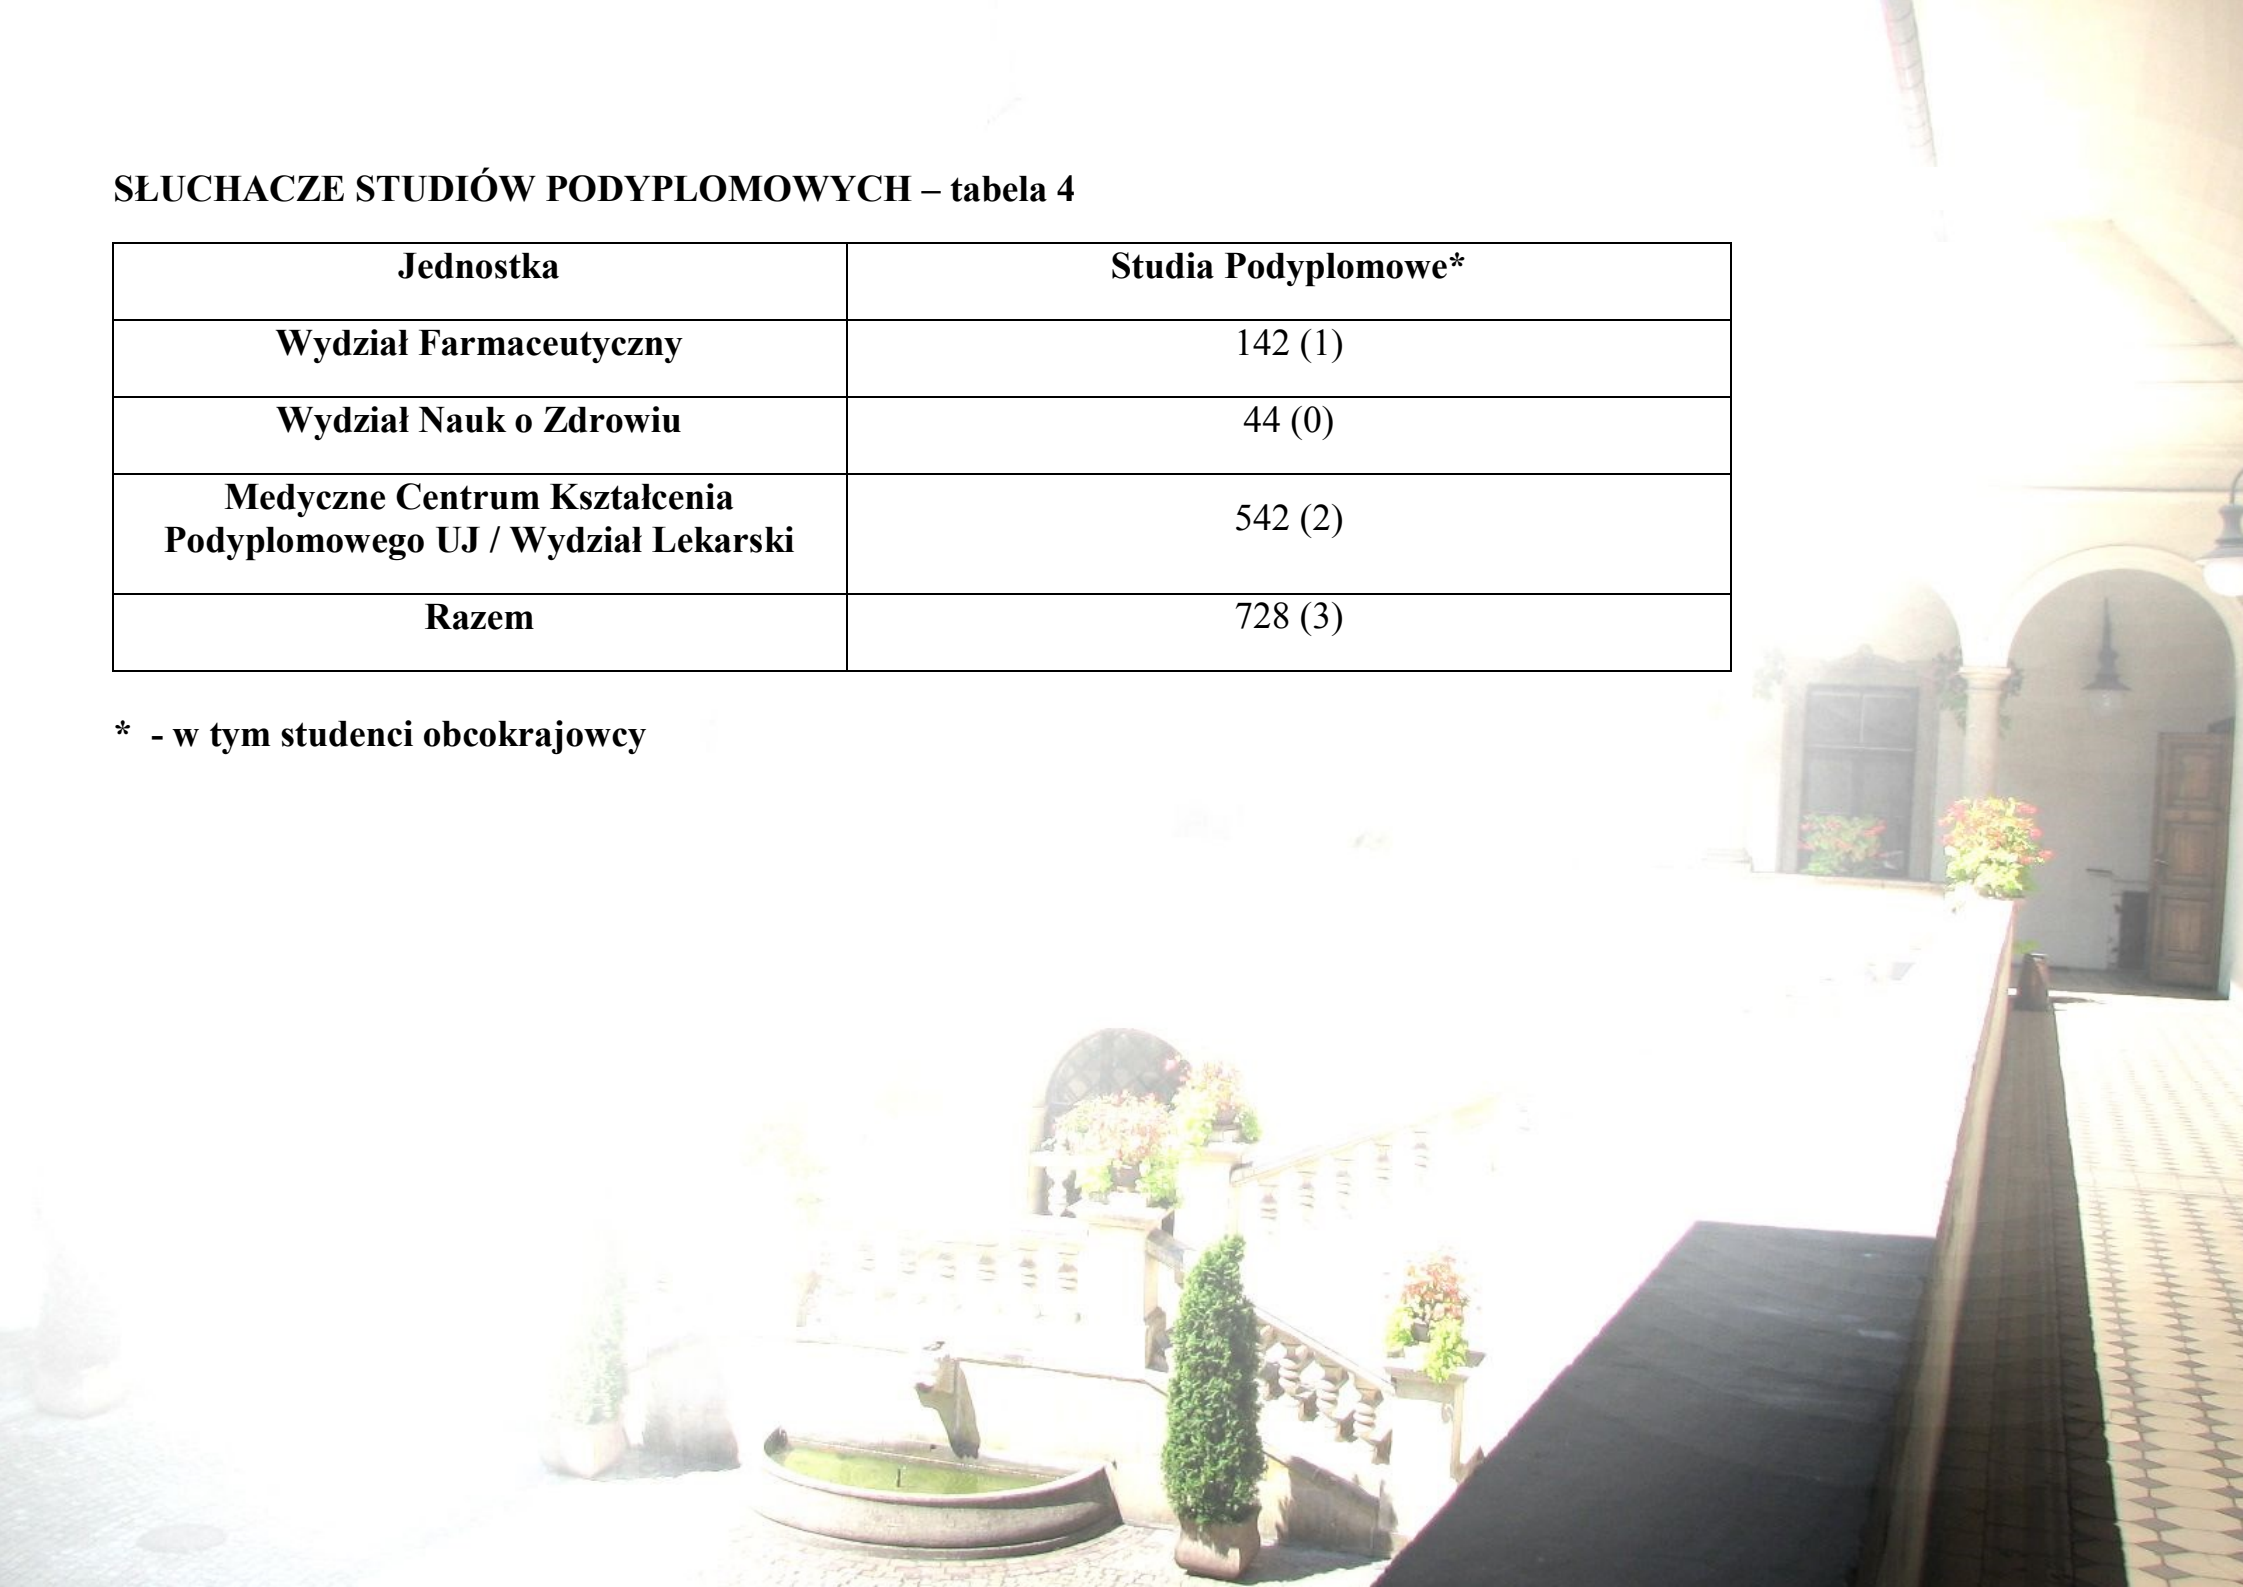 SŁUCHACZE STUDIÓW PODYPLOMOWYCH – tabela 4
Jednostka
Studia Podyplomowe*
Wydział Farmaceutyczny
142 (1)
Wydział Nauk o Zdrowiu
44 (0)
Medyczne Centrum Kształcenia
Podyplomowego UJ / Wydział Lekarski
542 (2)
Razem
728 (3)
* - w tym studenci obcokrajowcy